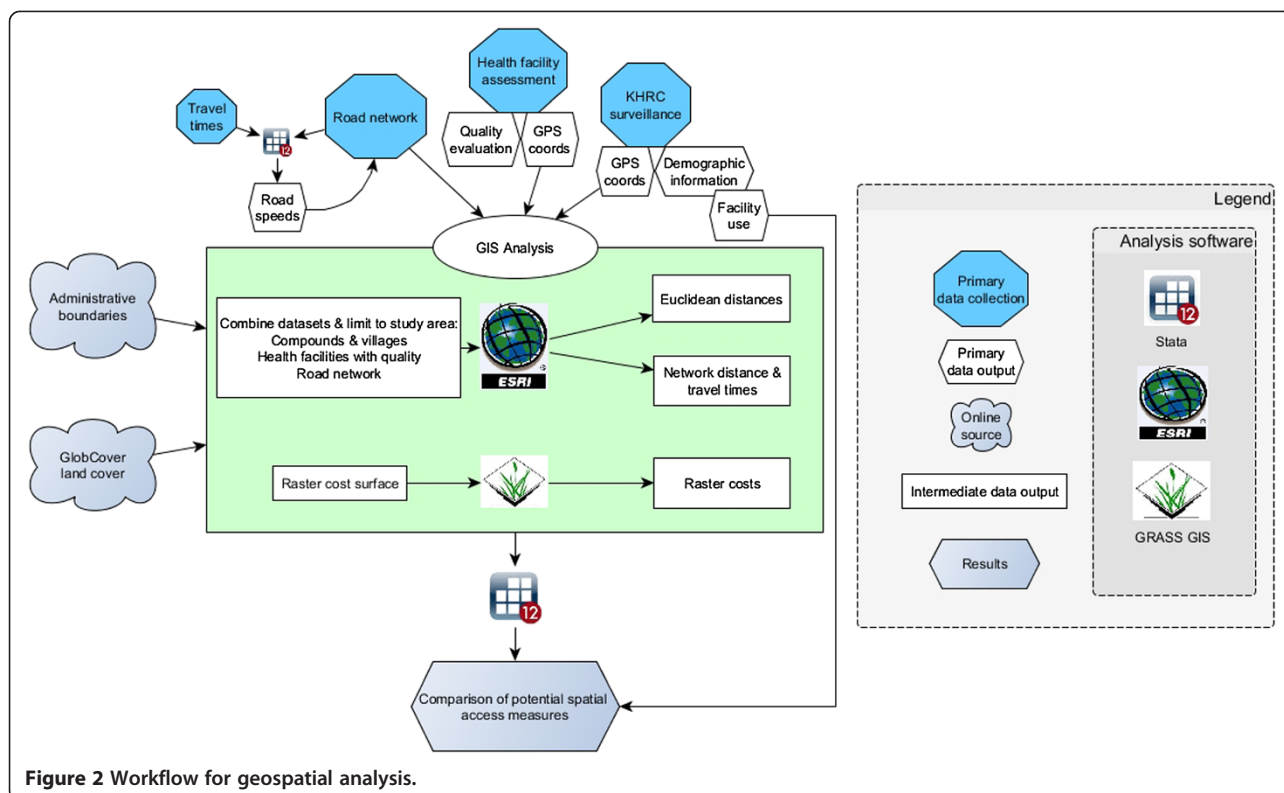 Health facility
assessment
KHRC
surveillance
Travel
times
Road network
12
Quality
evaluation
GPS
coords
GPS
coords
Demographic
information
Road
speeds
Facility
use
GIS Analysis
Administrative
boundaries
GlobCover
land cover
Combine datasets & limit to study area:
Compounds & villages
Health facilities with quality
Road network
ESRI
Euclidean distances
Network distance &
travel times
Raster cost surface
Raster costs
12
Comparison of potential spatial
access measures
Legend
Primary
data collection
Primary
data output
Online
source
Intermediate data output
Results
Analysis software
12
Stata
ESRI
GRASS GIS
Figure 2 Workflow for geospatial analysis.